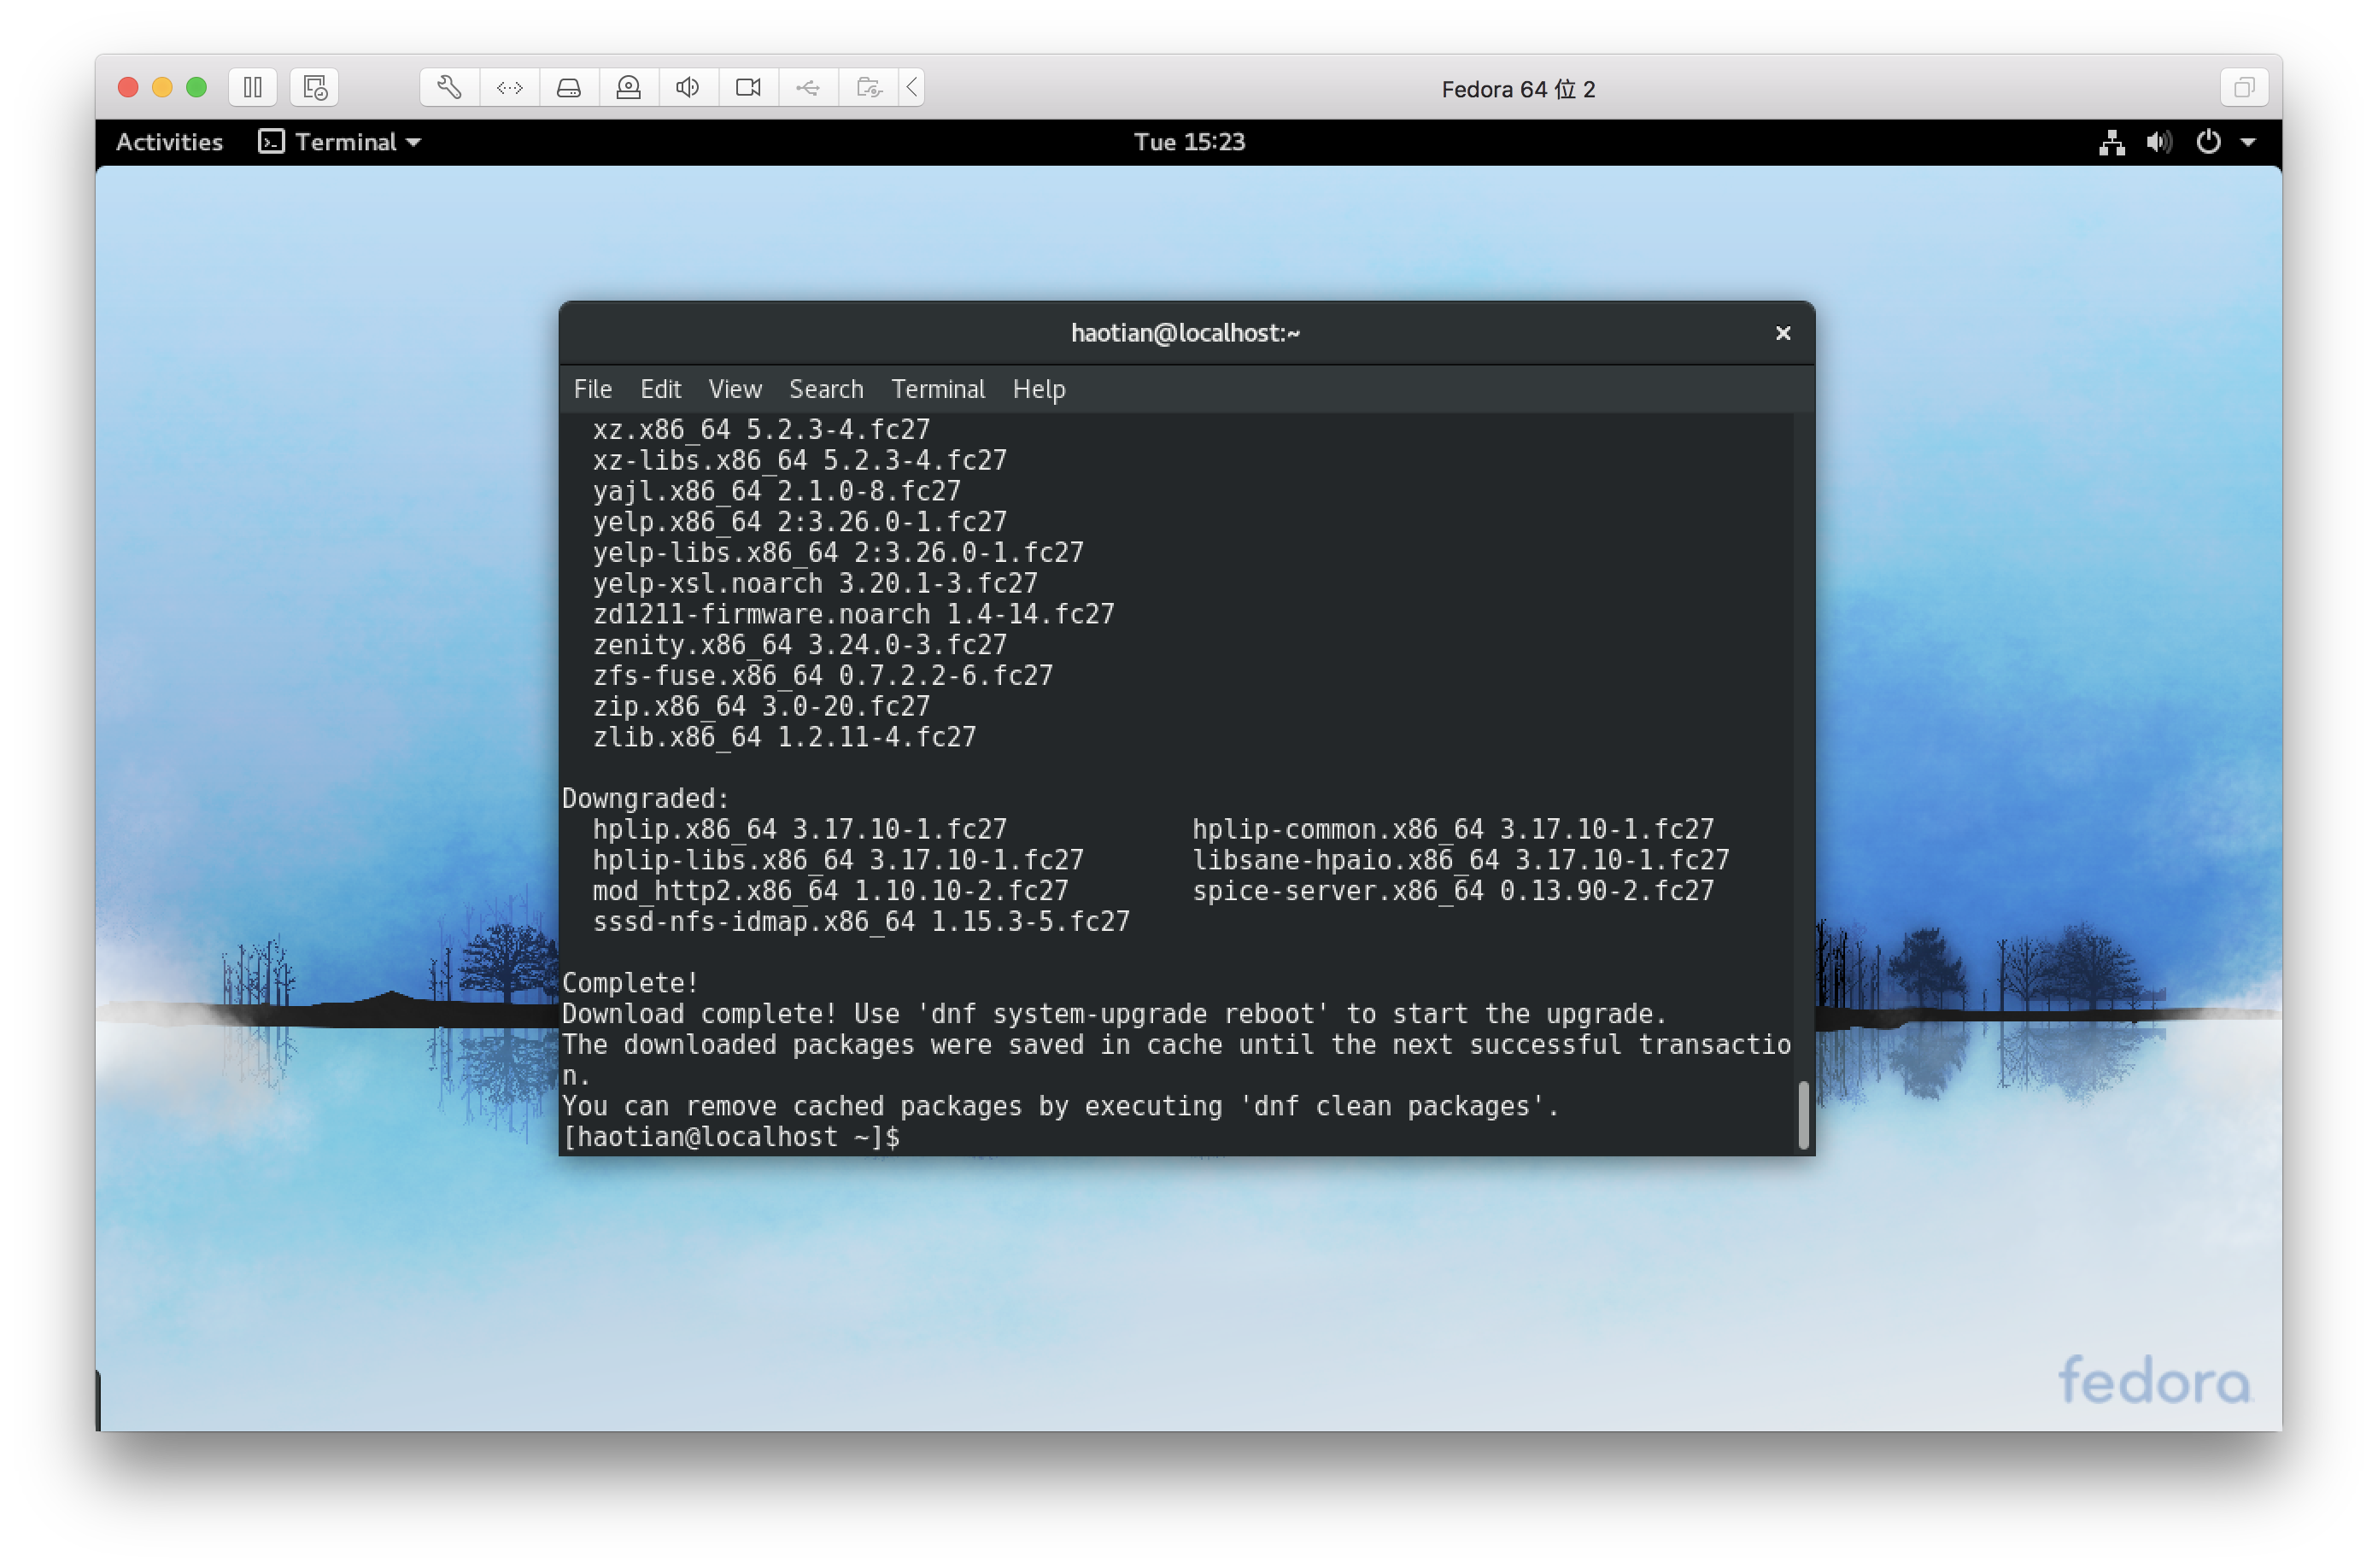 Fedora 64 位 2
Activities Terminal Tue 15:23
haotian@localhost:~
File Edit View Search Terminal Help
xz.x86_64 5.2.3-4.fc27
xz-libs.x86_64 5.2.3-4.fc27
yajl.x86_64 2.1.0-8.fc27
yelp.x86_64 2:3.26.0-1.fc27
yelp-libs.x86_64 2:3.26.0-1.fc27
yelp-xsl.noarch 3.20.1-3.fc27
zd1211-firmware.noarch 1.4-14.fc27
zenity.x86_64 3.24.0-3.fc27
zfs-fuse.x86_64 0.7.2.2-6.fc27
zip.x86_64 3.0-20.fc27
zlib.x86_64 1.2.11-4.fc27
Downgraded:
hplip.x86_64 3.17.10-1.fc27 hplip-common.x86_64 3.17.10-1.fc27
hplip-libs.x86_64 3.17.10-1.fc27 libsane-hpaio.x86_64 3.17.10-1.fc27
mod_http2.x86_64 1.10.10-2.fc27 spice-server.x86_64 0.13.90-2.fc27
sssd-nfs-idmap.x86_64 1.15.3-5.fc27
Complete!
Download complete! Use 'dnf system-upgrade reboot' to start the upgrade.
The downloaded packages were saved in cache until the next successful transactio
n.
You can remove cached packages by executing 'dnf clean packages'.
[haotian@localhost ~]$
fedora